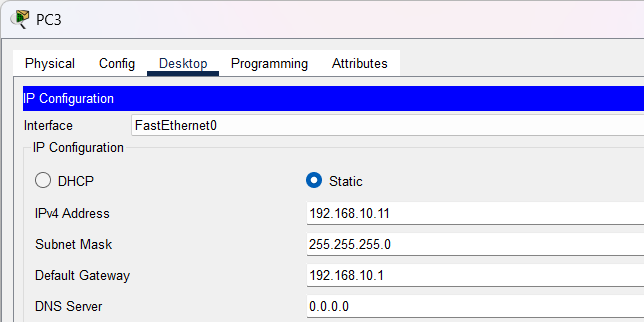 PC3
Physical Config Desktop Programming Attributes
IP Configuration
Interface FastEthernet0
IP Configuration
DHCP Static
IPv4 Address 192.168.10.11
Subnet Mask 255.255.255.0
Default Gateway 192.168.10.1
DNS Server 0.0.0.0